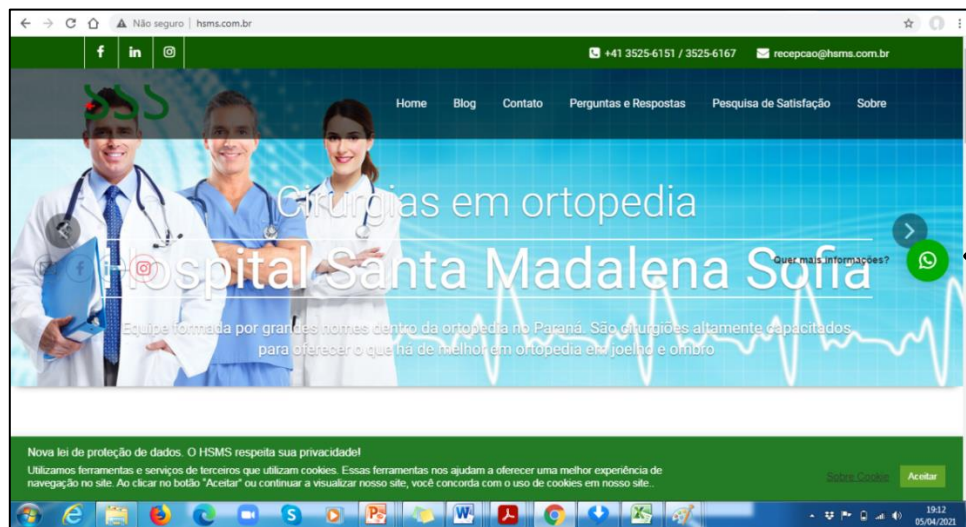 Não seguro | hsms.com.br
f in +41 3525-6151 / 3525-6167 recepcao@hsms.com.br
SSS Home Blog Contato Perguntas e Respostas Pesquisa de Satisfação Sobre
Cirurgias em ortopedia
Hospital Santa Madalena Sofia
Quer mais informações?
Equipe formada por grandes nomes dentro da ortopedia no Paraná. São cirurgiões altamente capacitados
para oferecer o que há de melhor em ortopedia em joelho e ombro
Nova lei de proteção de dados. O HSMS respeita sua privacidade!
Utilizamos ferramentas e serviços de terceiros que utilizam cookies. Essas ferramentas nos ajudam a oferecer uma melhor experiência de
navegação no site. Ao clicar no botão "Aceitar" ou continuar a visualizar nosso site, você concorda com o uso de cookies em nosso site..
Sobre Cookie Aceitar
19:12
05/04/2021